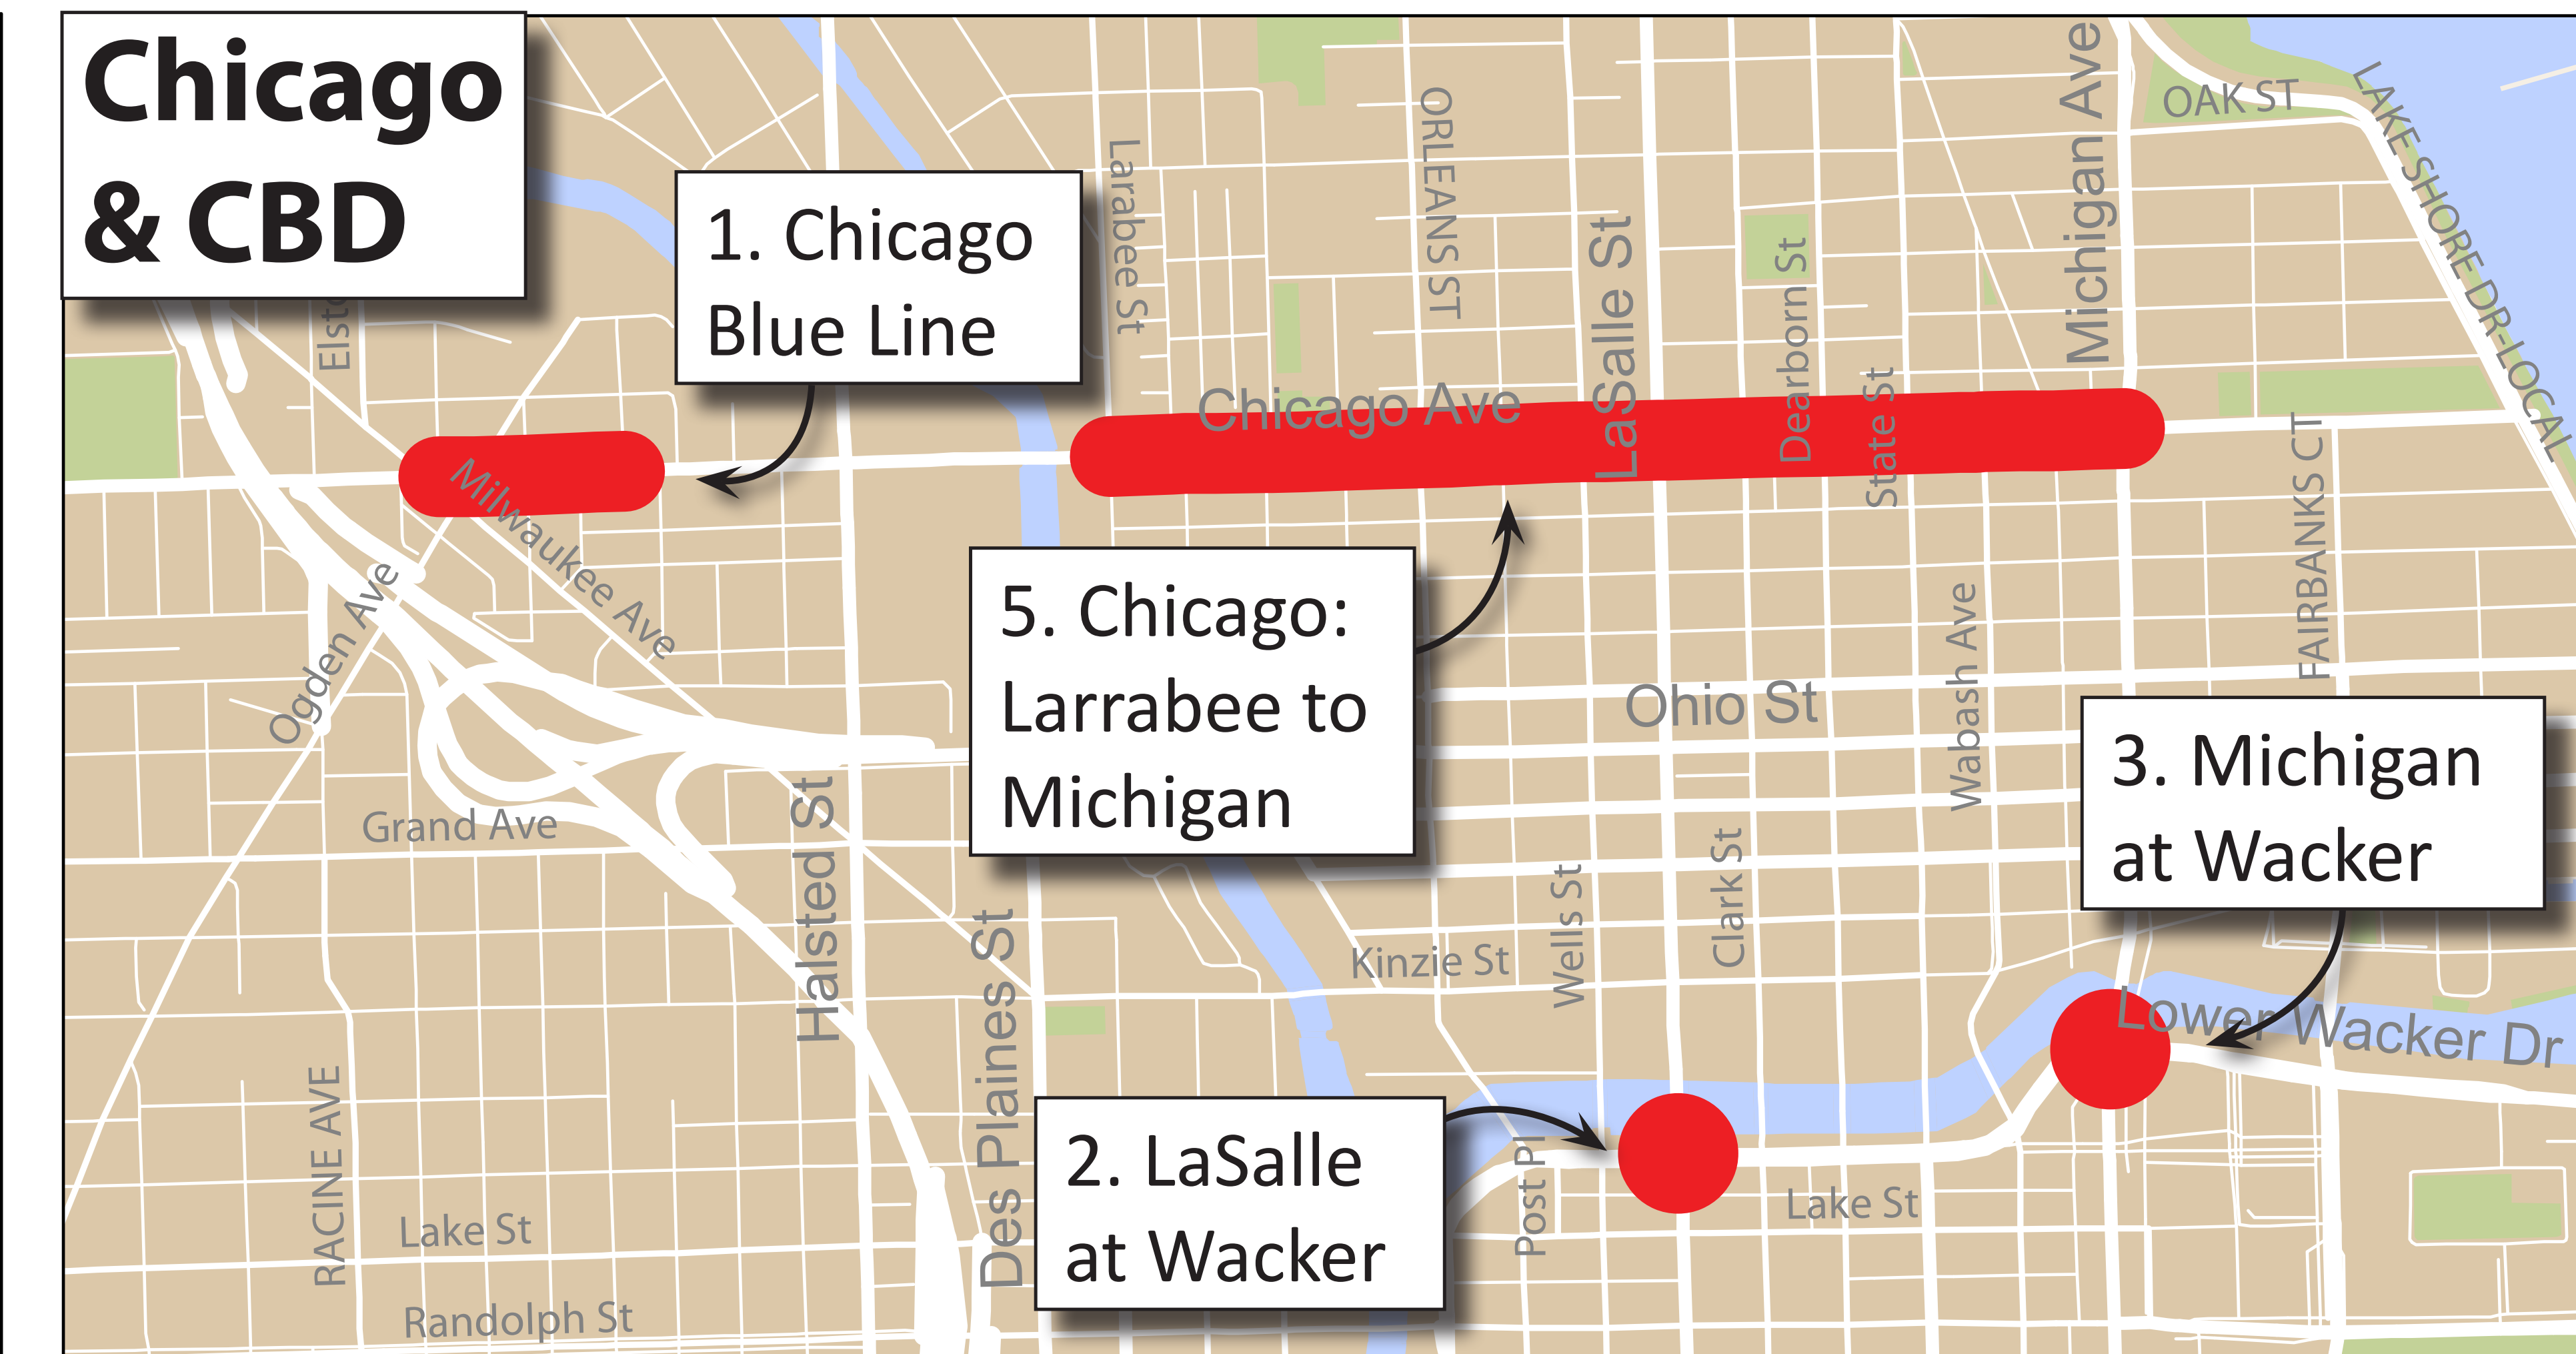 Chicago
& CBD
1. Chicago
Blue Line
5. Chicago:
Larrabee to
Michigan
3. Michigan
at Wacker
2. LaSalle
at Wacker
Larabee St
ORLEANS ST
LaSalle St
Dearborn St
State St
Michigan Ave
OAK ST
LAKE SHORE DR-LOCAL
Chicago Ave
FAIRBANKS CT
Milwaukee Ave
Ogden Ave
Wabash Ave
Ohio St
Grand Ave
Halsted St
Des Plaines St
Kinzie St
Wells St
Clark St
Lower Wacker Dr
RACINE AVE
Post Pl
Lake St
Lake St
Randolph St